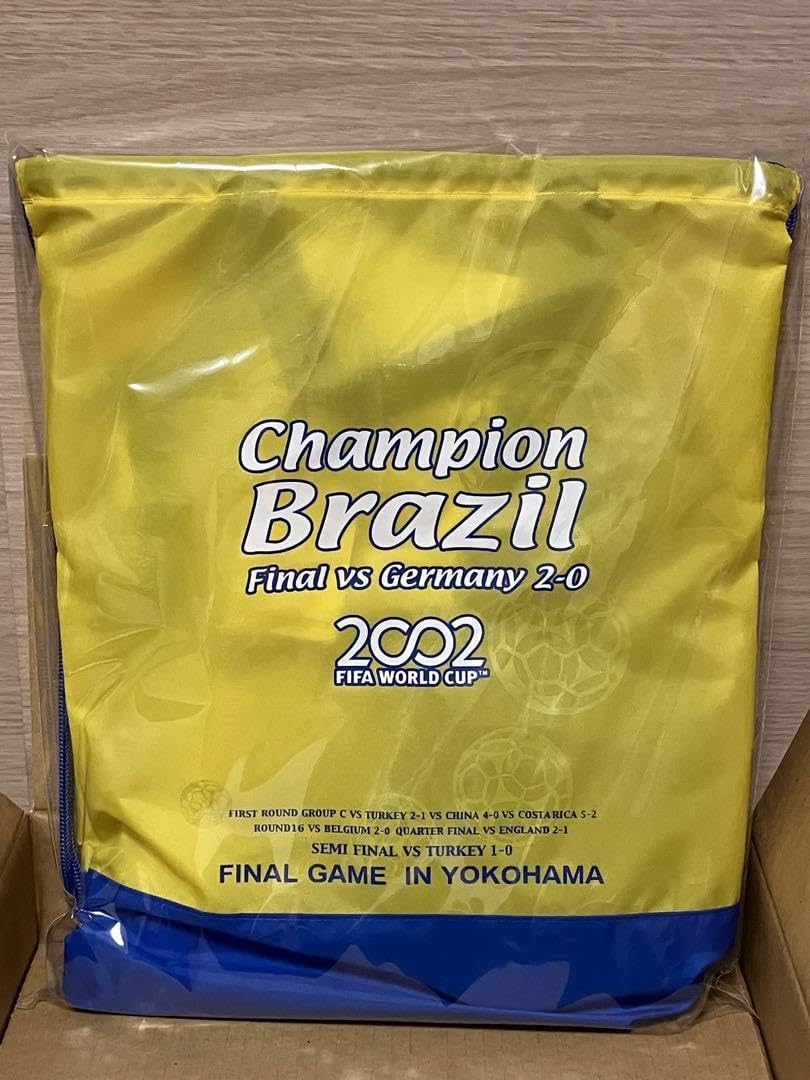 Champion
Brazil
Final vs Germany 2-0
2002
FIFA WORLD CUP™
FIRST ROUND GROUP C VS TURKEY 2-1 VS CHINA 4-0 VS COSTARICA 5-2
ROUND16 VS BELGIUM 2-0 QUARTER FINAL VS ENGLAND 2-1
SEMI FINAL VS TURKEY 1-0
FINAL GAME IN YOKOHAMA